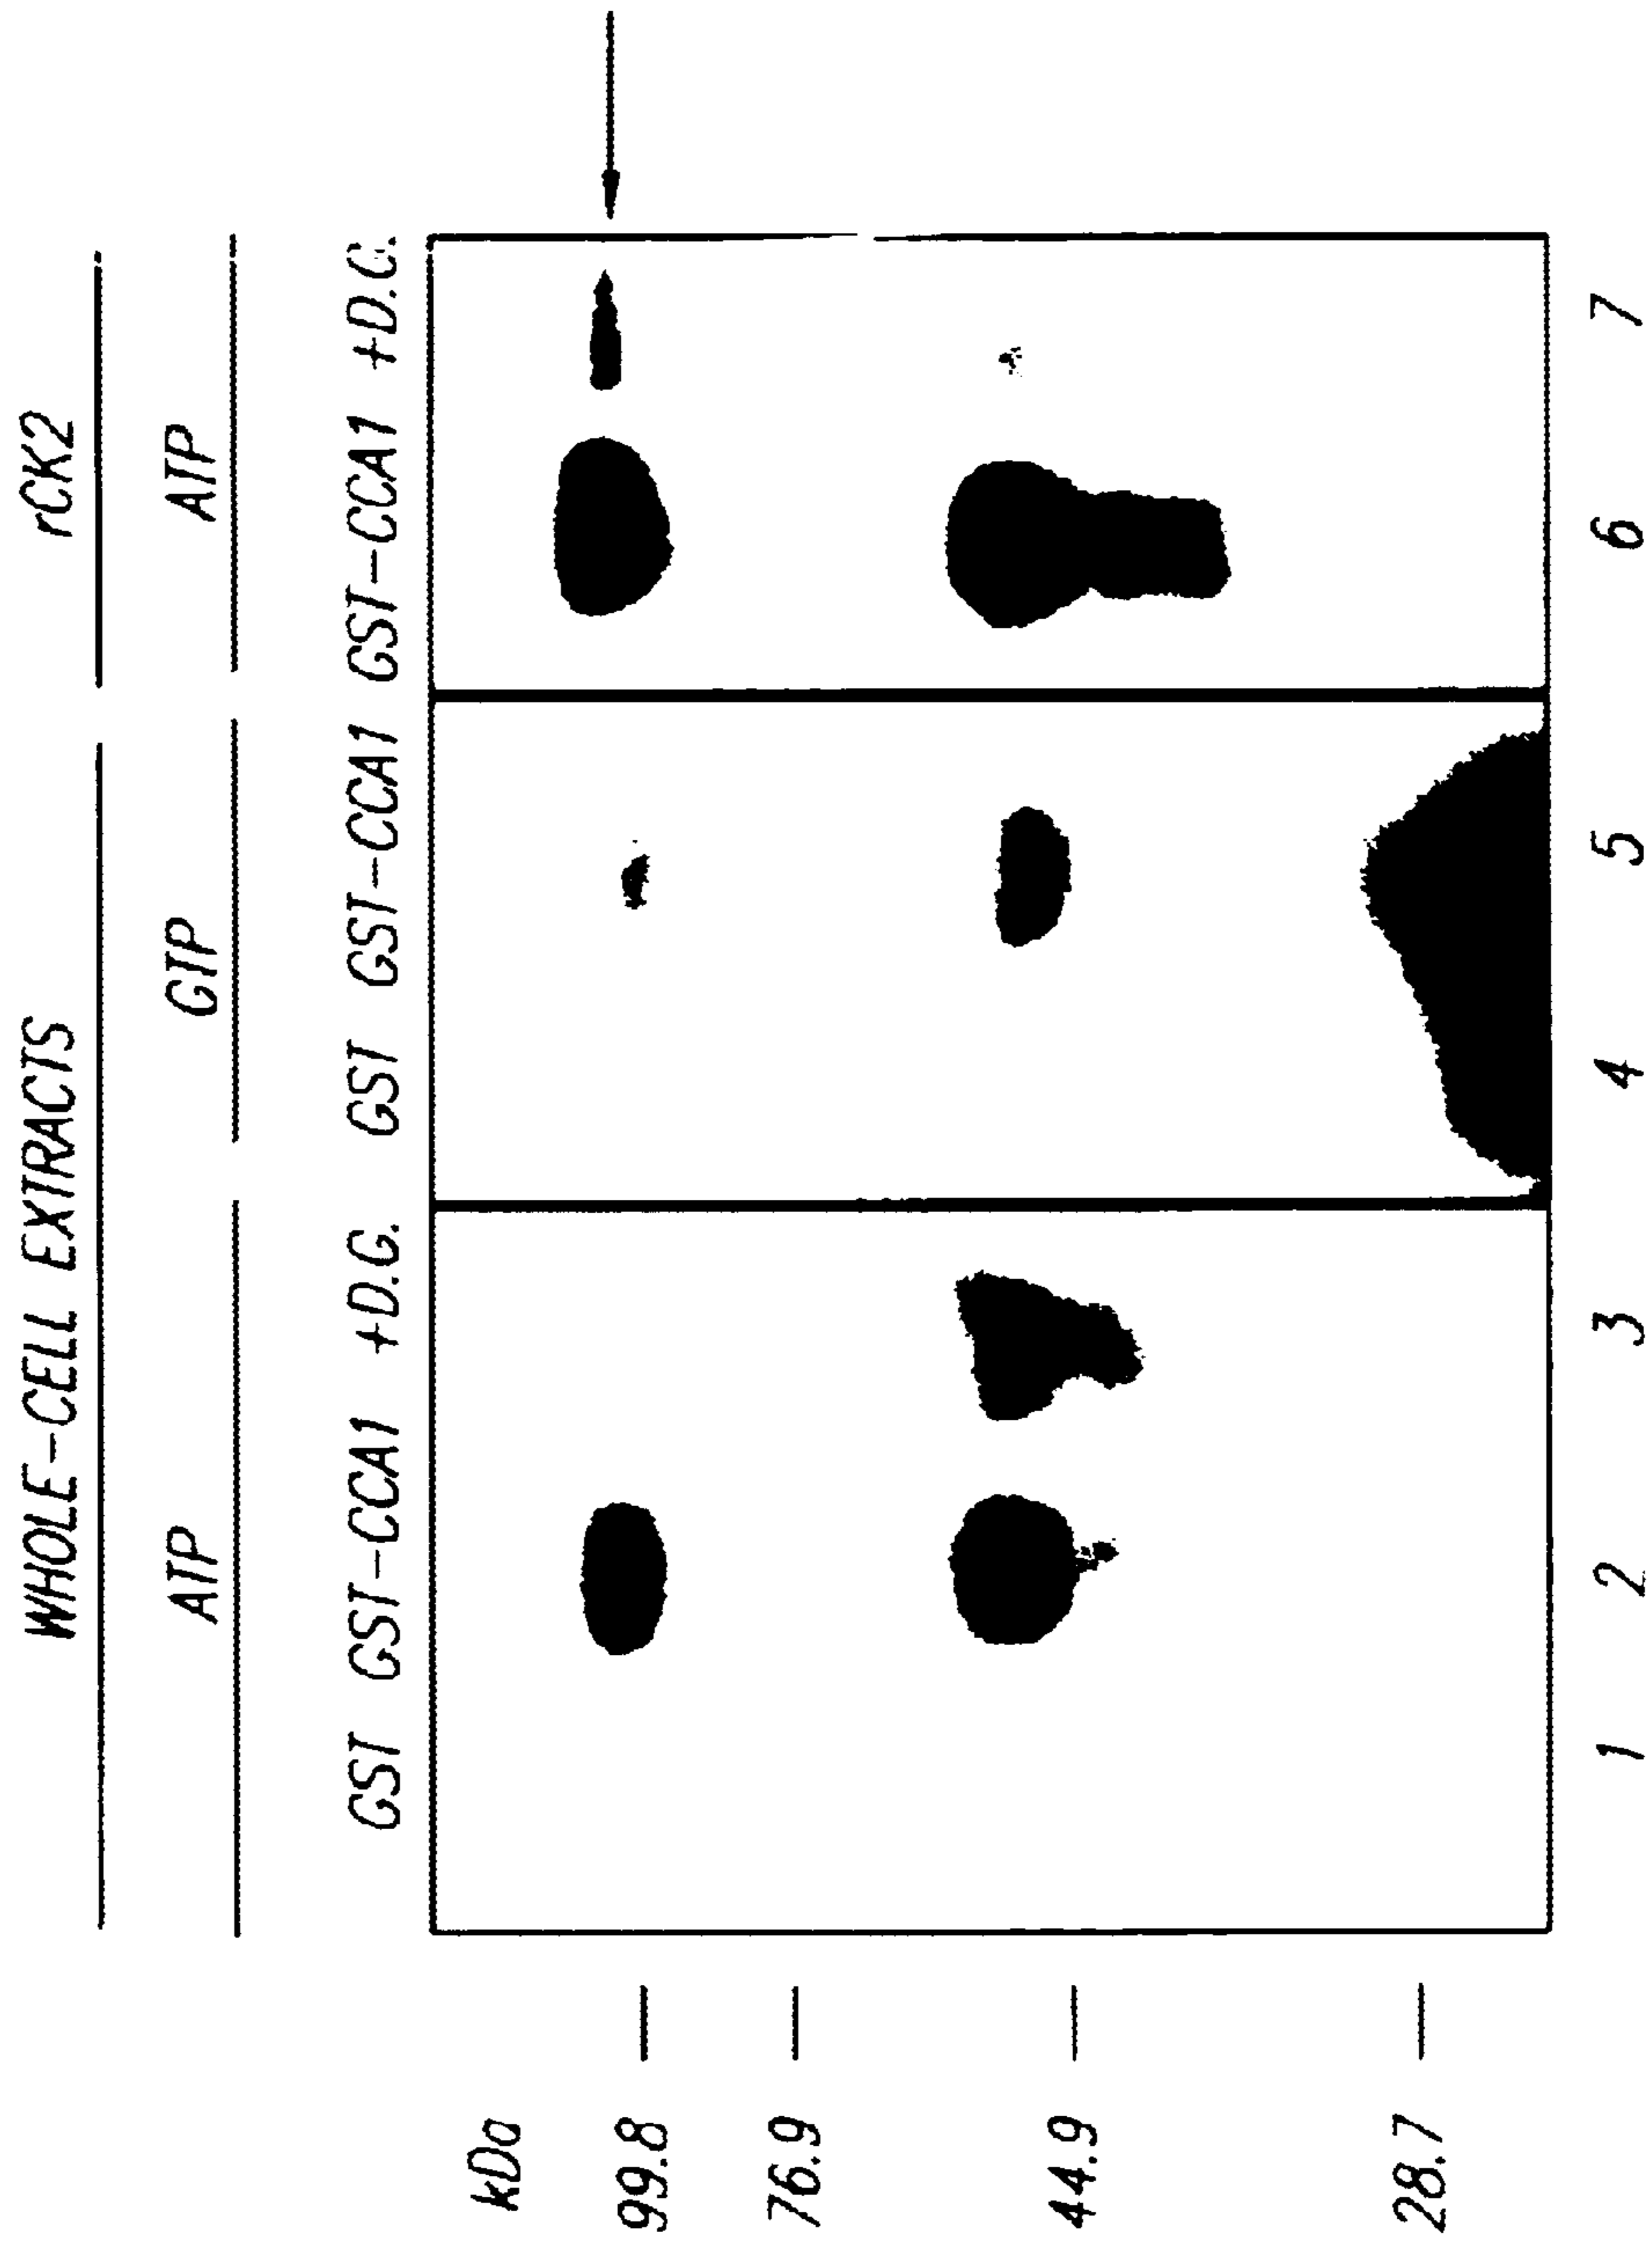 WHOLE-CELL EXTRACTS rCK2
ATP GTP ATP
GST GST-CCA1 +D.G. GST GST-CCA1 GST-CCA1 +D.G.
kDa
99.8
76.9
44.9
28.7
1 2 3 4 5 6 7